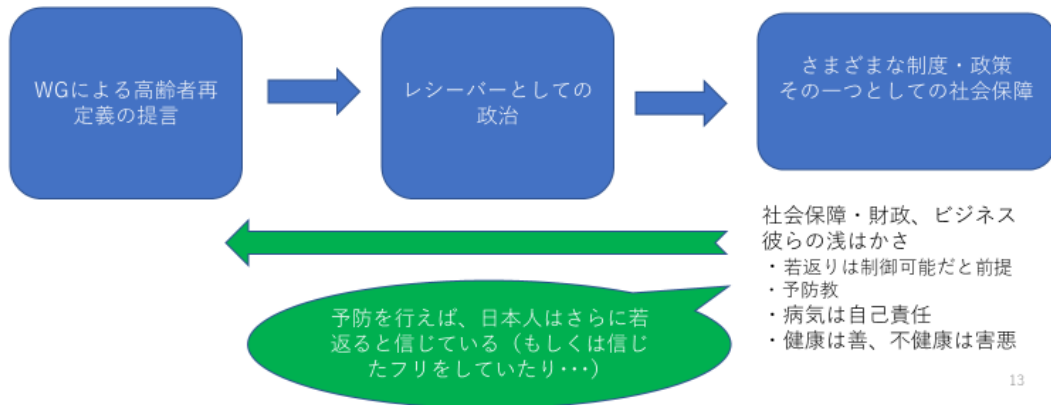 WGによる高齢者再
定義の提言
レシーバーとしての
政治
さまざまな制度・政策
その一つとしての社会保障
社会保障・財政、ビジネス
彼らの浅はかさ
・若返りは制御可能だと前提
・予防教
・病気は自己責任
・健康は善、不健康は害悪
予防を行えば、日本人はさらに若
返ると信じている（もしくは信じ
たフリをしていたり・・・）
13